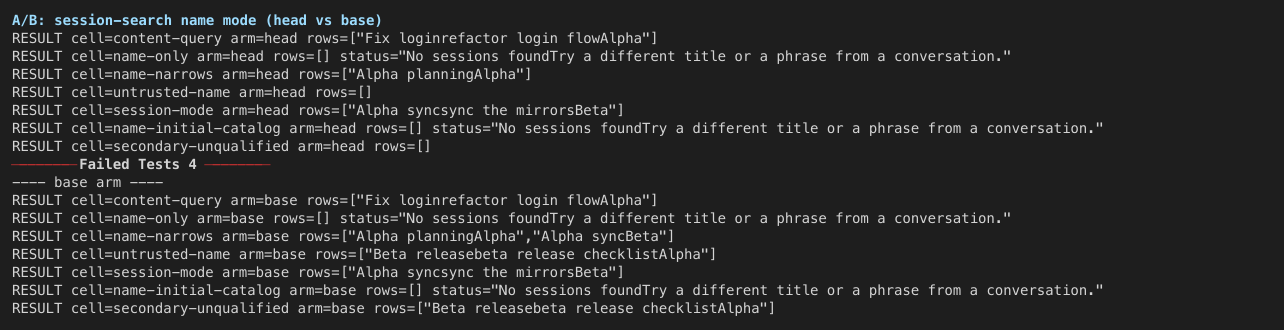 A/B: session-search name mode (head vs base)
RESULT cell=content-query arm=head rows=["Fix loginrefactor login flowAlpha"]
RESULT cell=name-only arm=head rows=[] status="No sessions foundTry a different title or a phrase from a conversation."
RESULT cell=name-narrows arm=head rows=["Alpha planningAlpha"]
RESULT cell=untrusted-name arm=head rows=[]
RESULT cell=session-mode arm=head rows=["Alpha syncsync the mirrorsBeta"]
RESULT cell=name-initial-catalog arm=head rows=[] status="No sessions foundTry a different title or a phrase from a conversation."
RESULT cell=secondary-unqualified arm=head rows=[]
———————— Failed Tests 4 ————————
---- base arm ----
RESULT cell=content-query arm=base rows=["Fix loginrefactor login flowAlpha"]
RESULT cell=name-only arm=base rows=[] status="No sessions foundTry a different title or a phrase from a conversation."
RESULT cell=name-narrows arm=base rows=["Alpha planningAlpha","Alpha syncBeta"]
RESULT cell=untrusted-name arm=base rows=["Beta releasebeta release checklistAlpha"]
RESULT cell=session-mode arm=base rows=["Alpha syncsync the mirrorsBeta"]
RESULT cell=name-initial-catalog arm=base rows=[] status="No sessions foundTry a different title or a phrase from a conversation."
RESULT cell=secondary-unqualified arm=base rows=["Beta releasebeta release checklistAlpha"]